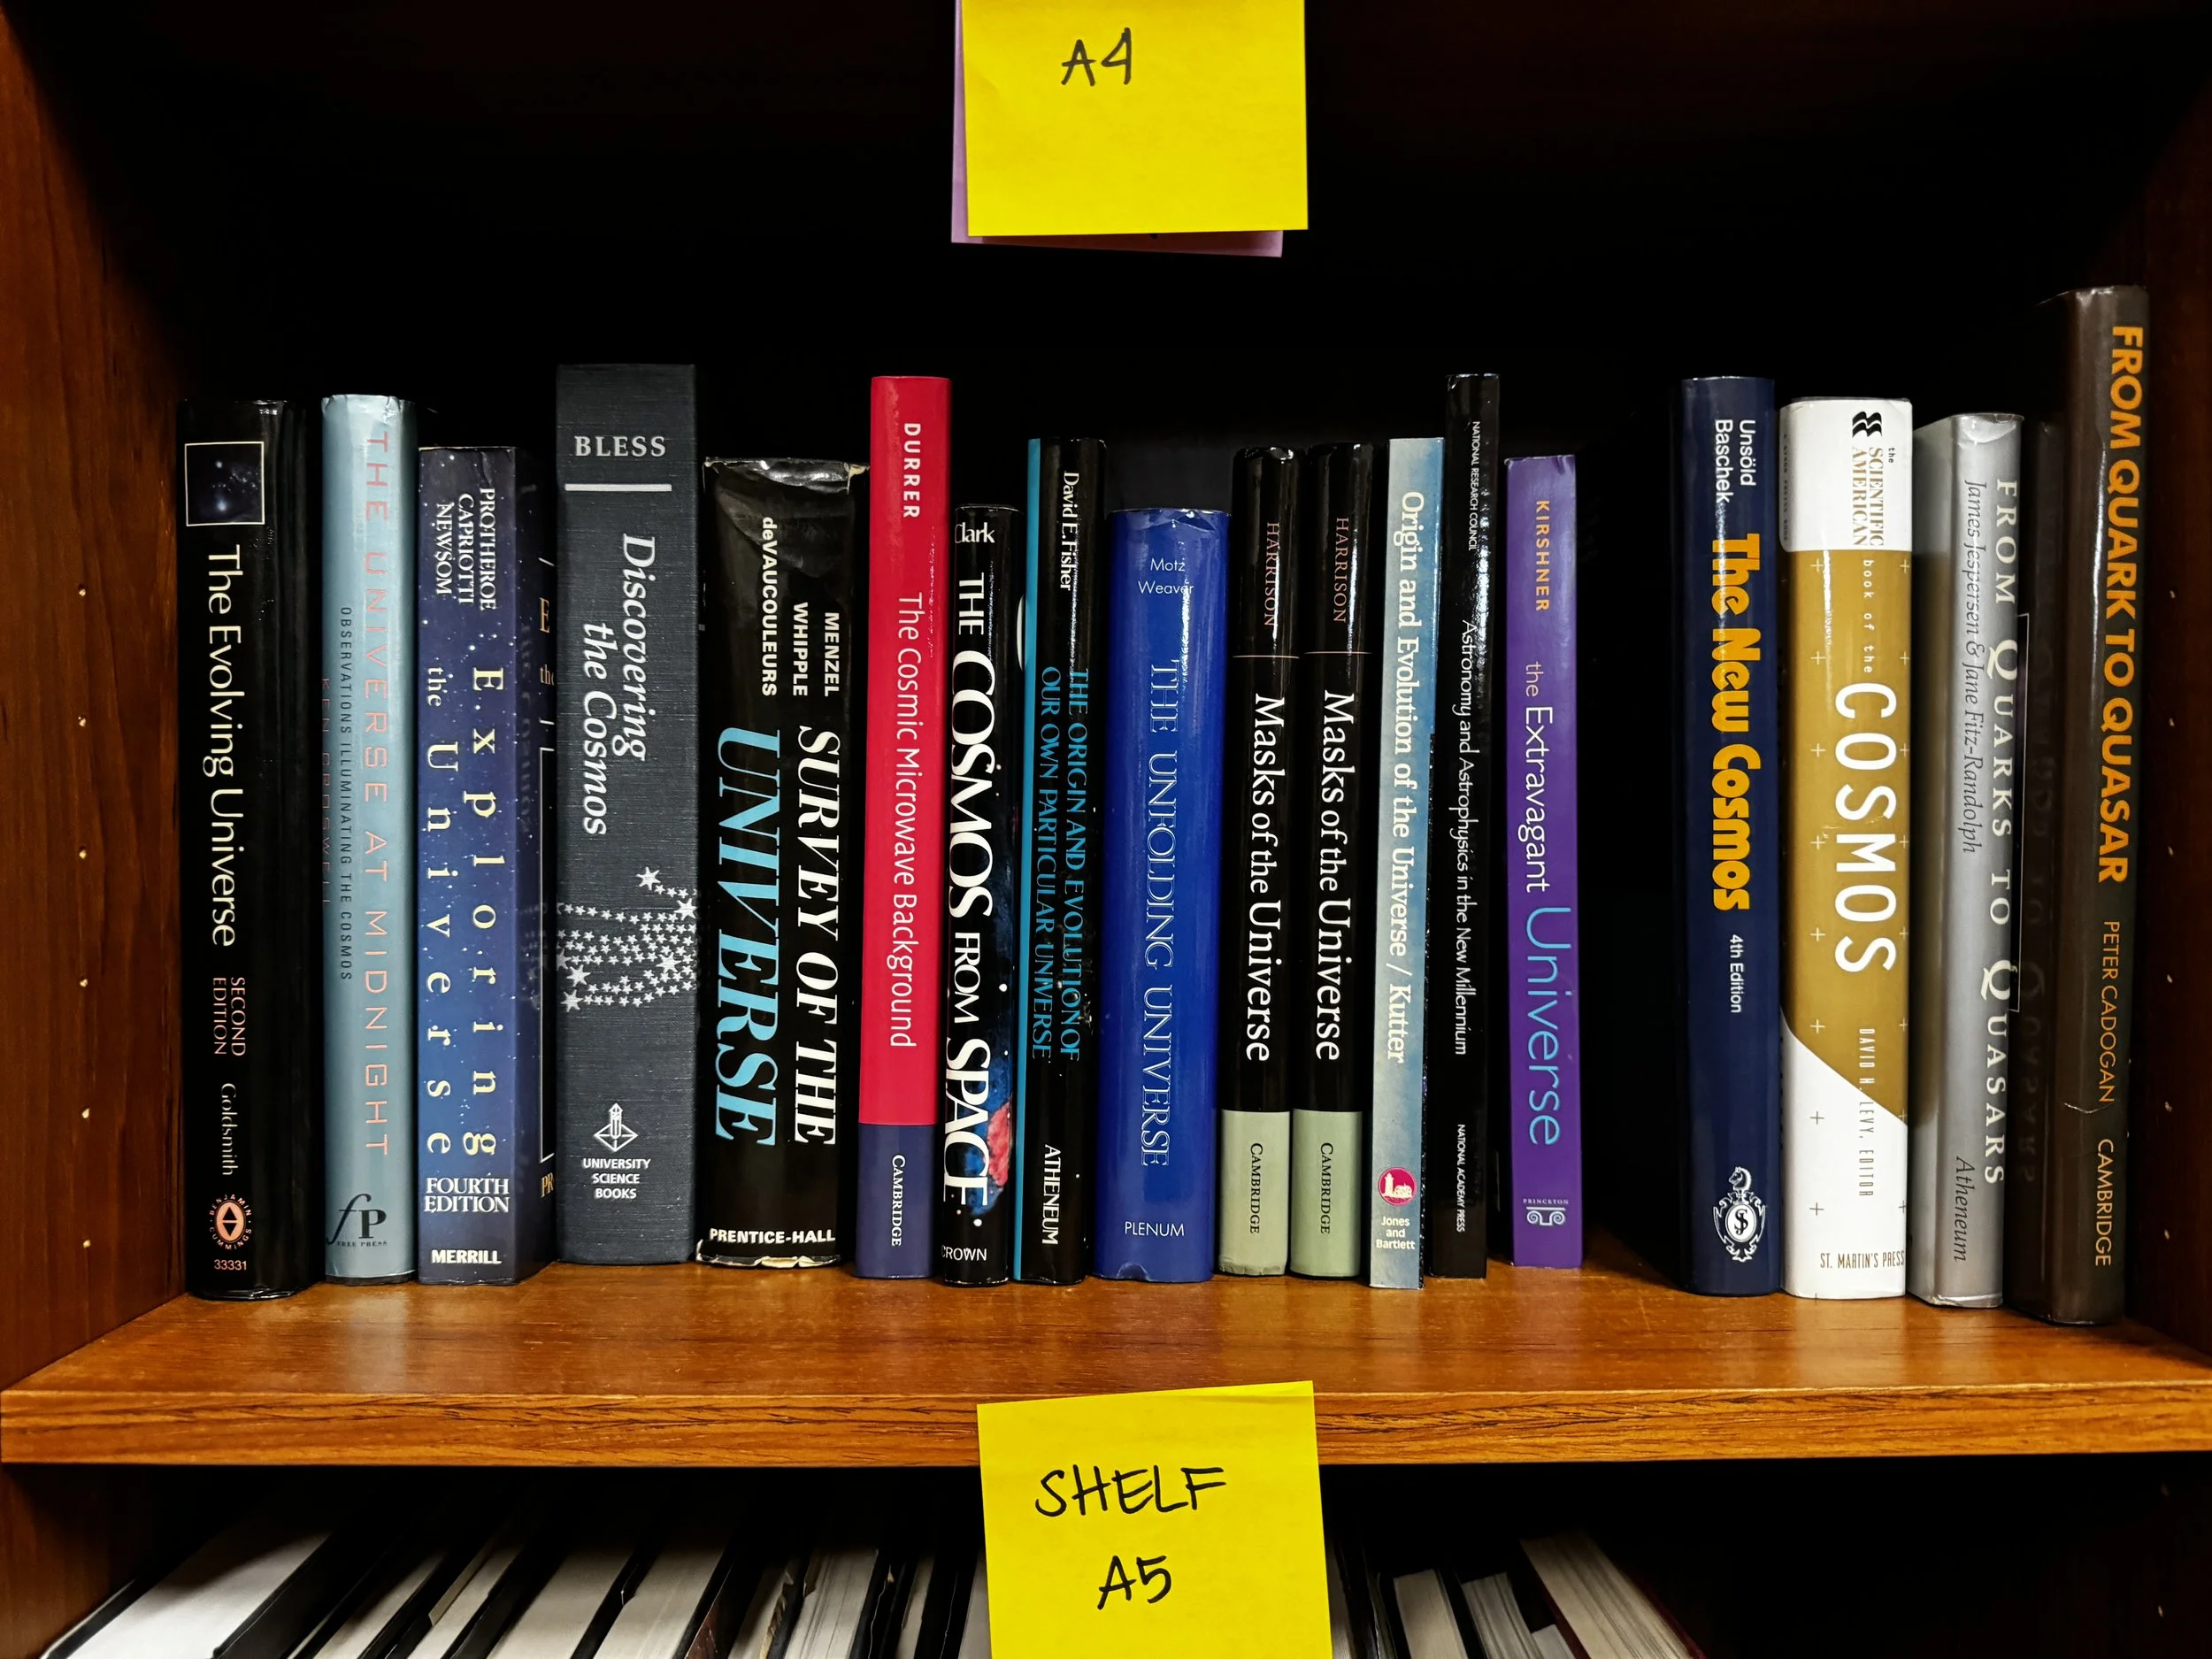 A4
The Evolving Universe
SECOND
EDITION
Goldsmith
BENJAMIN CUMMINGS
33331
THE UNIVERSE AT MIDNIGHT
OBSERVATIONS ILLUMINATING THE COSMOS
KEN CROSWELL
fP
FREE PRESS
PROTHEROE
CAPRIOTTI
NEWSOM
Exploring
the Universe
FOURTH
EDITION
MERRILL
BLESS
Discovering
the Cosmos
UNIVERSITY
SCIENCE
BOOKS
MENZEL
WHIPPLE
deVAUCOULEURS
SURVEY OF THE
UNIVERSE
PRENTICE-HALL
DURRER
The Cosmic Microwave Background
CAMBRIDGE
Clark
THE COSMOS FROM SPACE
CROWN
David E. Fisher
THE ORIGIN AND EVOLUTION OF
OUR OWN PARTICULAR UNIVERSE
ATHENEUM
Motz
Weaver
THE UNFOLDING UNIVERSE
PLENUM
HARRISON
Masks of the Universe
CAMBRIDGE
HARRISON
Masks of the Universe
CAMBRIDGE
Origin and Evolution of the Universe / Kutter
Jones
and
Bartlett
NATIONAL RESEARCH COUNCIL
Astronomy and Astrophysics in the New Millennium
NATIONAL ACADEMY PRESS
KIRSHNER
the Extravagant Universe
PRINCETON
Unsöld
Baschek
The New Cosmos
4th Edition
the
SCIENTIFIC
AMERICAN
book of the
COSMOS
DAVID H. LEVY, EDITOR
ST. MARTIN'S PRESS
FROM QUARKS TO QUASARS
James Jespersen & Jane Fitz-Randolph
Atheneum
FROM QUARK TO QUASAR
PETER CADOGAN
CAMBRIDGE
SHELF
A5